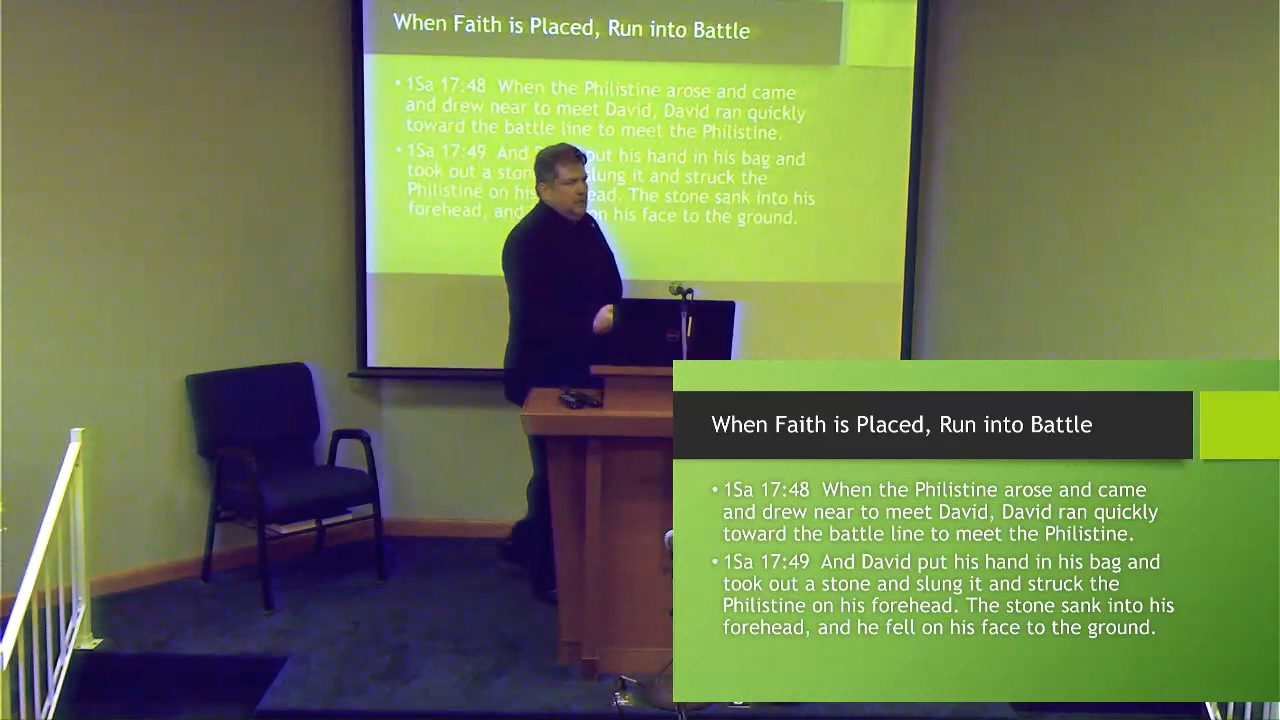 When Faith is Placed, Run into Battle
• 1Sa 17:48 When the Philistine arose and came
and drew near to meet David, David ran quickly
toward the battle line to meet the Philistine.
• 1Sa 17:49 And put his hand in his bag and
took out a stone slung it and struck the
Philistine on his The stone sank into his
forehead, and on his face to the ground.
When Faith is Placed, Run into Battle
• 1Sa 17:48 When the Philistine arose and came
and drew near to meet David, David ran quickly
toward the battle line to meet the Philistine.
• 1Sa 17:49 And David put his hand in his bag and
took out a stone and slung it and struck the
Philistine on his forehead. The stone sank into his
forehead, and he fell on his face to the ground.